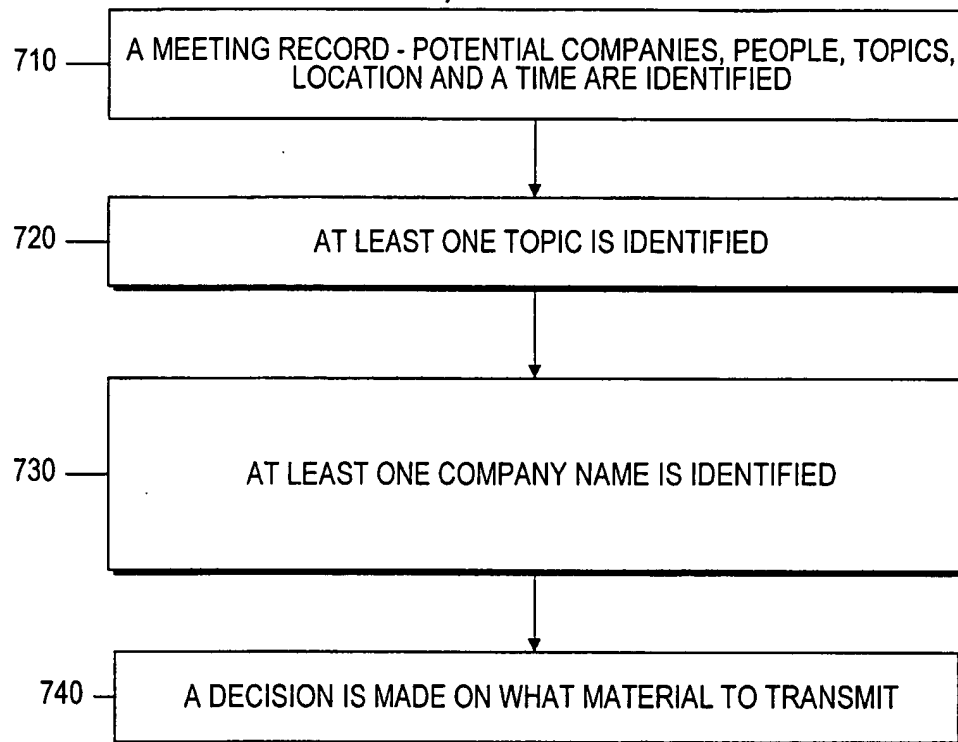 710
A MEETING RECORD - POTENTIAL COMPANIES, PEOPLE, TOPICS,
LOCATION AND A TIME ARE IDENTIFIED
720
AT LEAST ONE TOPIC IS IDENTIFIED
730
AT LEAST ONE COMPANY NAME IS IDENTIFIED
740
A DECISION IS MADE ON WHAT MATERIAL TO TRANSMIT